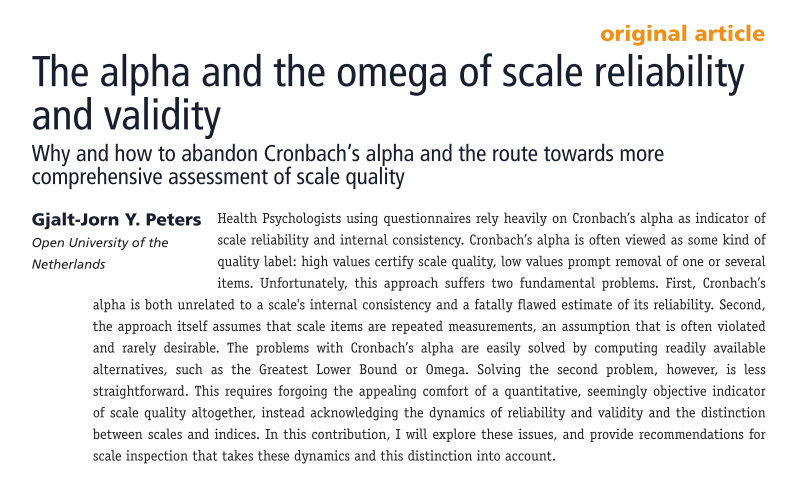 original article
The alpha and the omega of scale reliability
and validity
Why and how to abandon Cronbach's alpha and the route towards more
comprehensive assessment of scale quality
Gjalt-Jorn Y. Peters
Open University of the
Netherlands
Health Psychologists using questionnaires rely heavily on Cronbach's alpha as indicator of
scale reliability and internal consistency. Cronbach's alpha is often viewed as some kind of
quality label: high values certify scale quality, low values prompt removal of one or several
items. Unfortunately, this approach suffers two fundamental problems. First, Cronbach's
alpha is both unrelated to a scale's internal consistency and a fatally flawed estimate of its reliability. Second,
the approach itself assumes that scale items are repeated measurements, an assumption that is often violated
and rarely desirable. The problems with Cronbach's alpha are easily solved by computing readily available
alternatives, such as the Greatest Lower Bound or Omega. Solving the second problem, however, is less
straightforward. This requires forgoing the appealing comfort of a quantitative, seemingly objective indicator
of scale quality altogether, instead acknowledging the dynamics of reliability and validity and the distinction
between scales and indices. In this contribution, I will explore these issues, and provide recommendations for
scale inspection that takes these dynamics and this distinction into account.